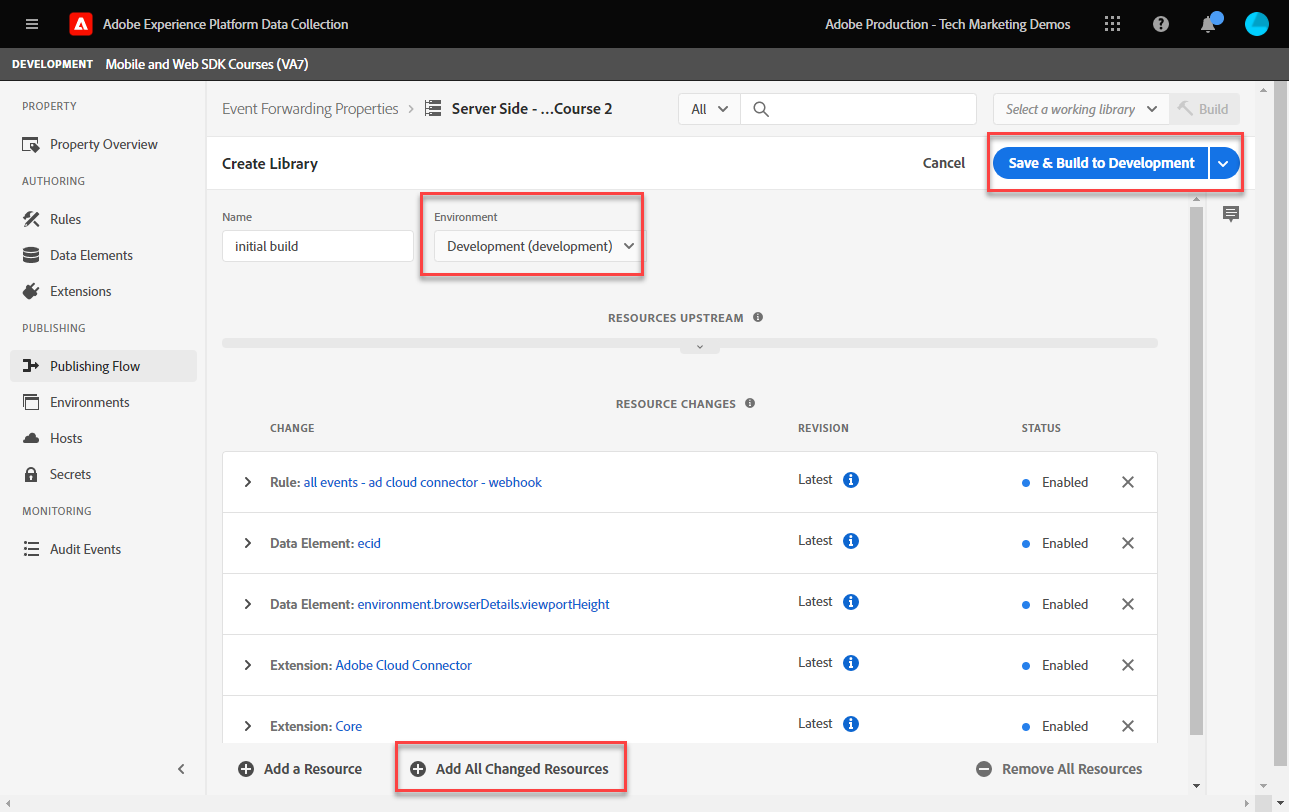 Adobe Experience Platform Data Collection
Adobe Production - Tech Marketing Demos
DEVELOPMENT Mobile and Web SDK Courses (VA7)
PROPERTY
Property Overview
AUTHORING
Rules
Data Elements
Extensions
PUBLISHING
Publishing Flow
Environments
Hosts
Secrets
MONITORING
Audit Events
Event Forwarding Properties
Server Side - ...Course 2
All
Select a working library
Build
Create Library
Cancel
Save & Build to Development
Name
initial build
Environment
Development (development)
RESOURCES UPSTREAM
RESOURCE CHANGES
CHANGE REVISION STATUS
Rule: all events - ad cloud connector - webhook Latest Enabled
Data Element: ecid Latest Enabled
Data Element: environment.browserDetails.viewportHeight Latest Enabled
Extension: Adobe Cloud Connector Latest Enabled
Extension: Core Latest Enabled
Add a Resource
Add All Changed Resources
Remove All Resources